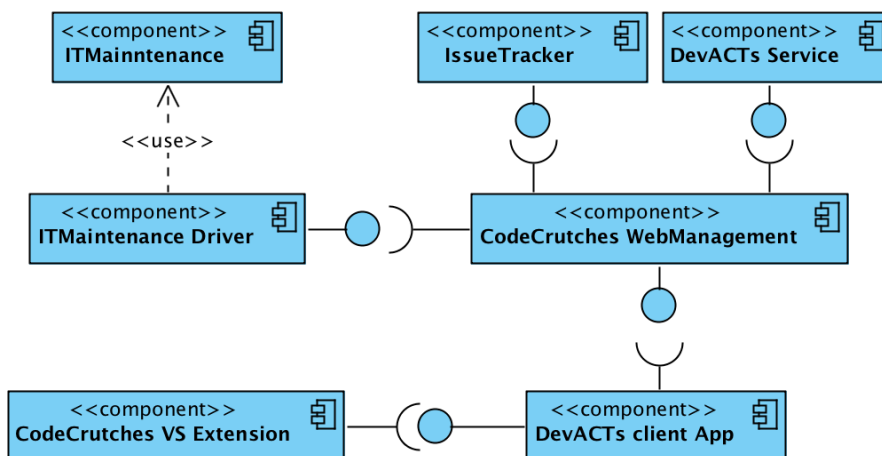 <<component>>
ITMainntenance
<<component>>
IssueTracker
<<component>>
DevACTs Service
<<use>>
<<component>>
ITMaintenance Driver
<<component>>
CodeCrutches WebManagement
<<component>>
CodeCrutches VS Extension
<<component>>
DevACTs client App